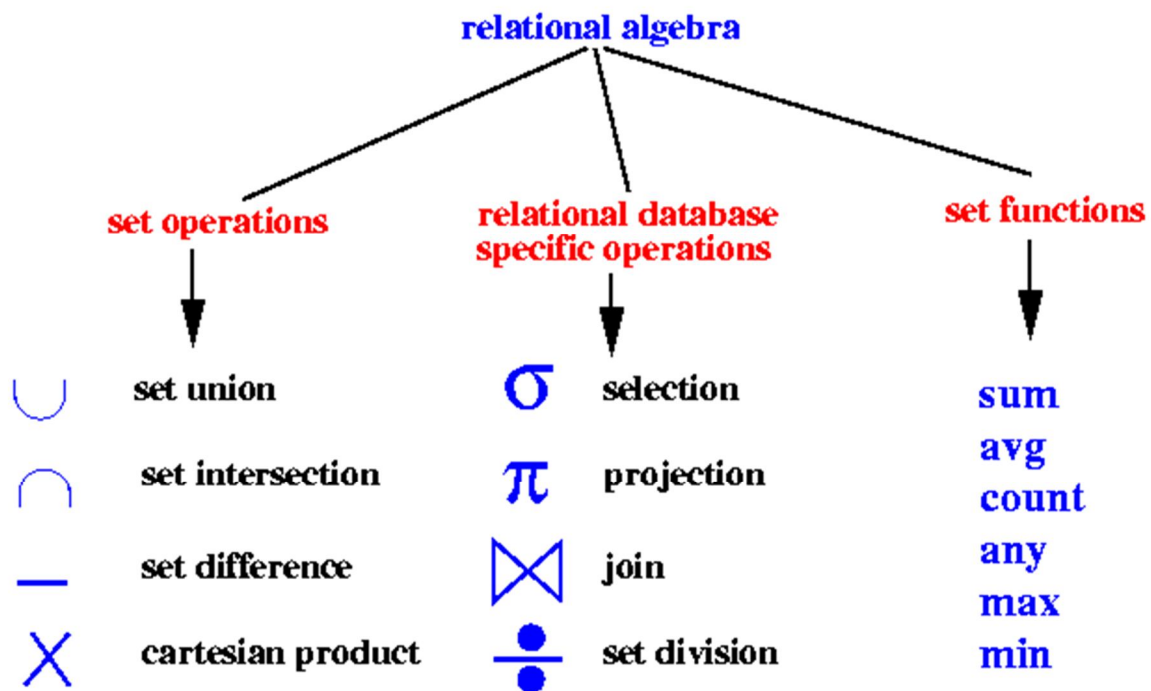 relational algebra
set operations
relational database
specific operations
set functions
∪ set union
∩ set intersection
− set difference
× cartesian product
σ selection
π projection
⋈ join
÷ set division
sum
avg
count
any
max
min